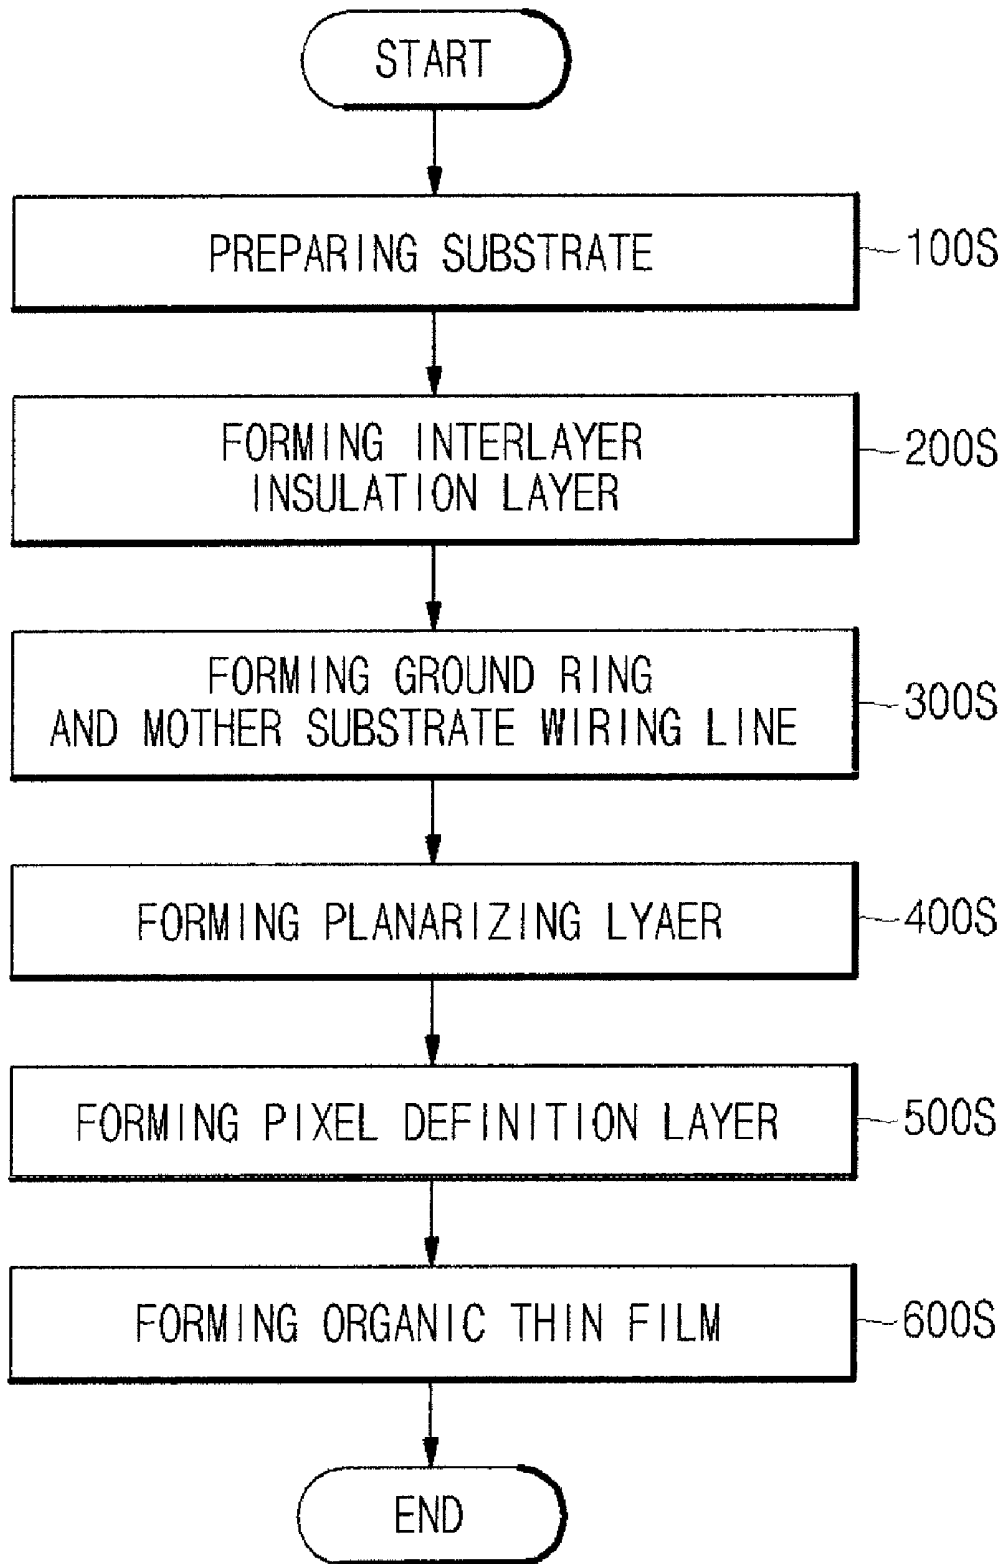 START
PREPARING SUBSTRATE
100S
FORMING INTERLAYER
INSULATION LAYER
200S
FORMING GROUND RING
AND MOTHER SUBSTRATE WIRING LINE
300S
FORMING PLANARIZING LYAER
400S
FORMING PIXEL DEFINITION LAYER
500S
FORMING ORGANIC THIN FILM
600S
END